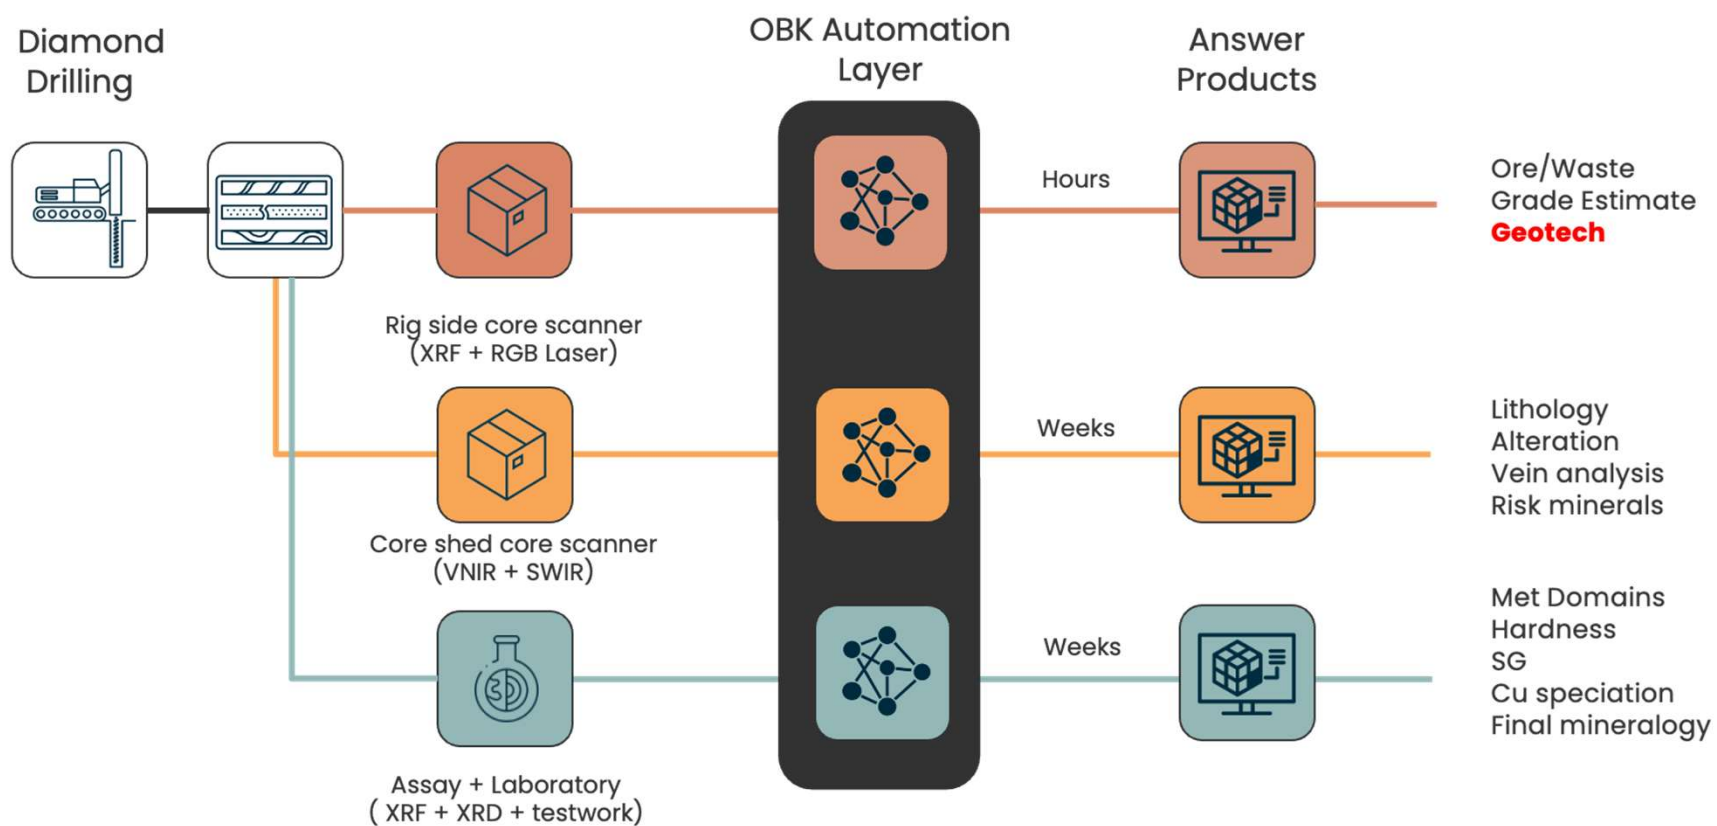 Diamond
Drilling
OBK Automation
Layer
Answer
Products
Hours
Ore/Waste
Grade Estimate
Geotech
Rig side core scanner
(XRF + RGB Laser)
Weeks
Lithology
Alteration
Vein analysis
Risk minerals
Core shed core scanner
(VNIR + SWIR)
Weeks
Met Domains
Hardness
SG
Cu speciation
Final mineralogy
Assay + Laboratory
( XRF + XRD + testwork)